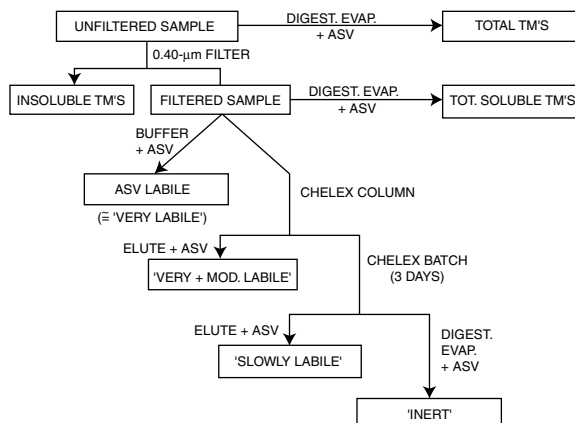 UNFILTERED SAMPLE
DIGEST. EVAP.
+ ASV
TOTAL TM'S
0.40-μm FILTER
INSOLUBLE TM'S
FILTERED SAMPLE
DIGEST. EVAP.
+ ASV
TOT. SOLUBLE TM'S
BUFFER
+ ASV
ASV LABILE
(≅ 'VERY LABILE')
CHELEX COLUMN
ELUTE + ASV
'VERY + MOD. LABILE'
CHELEX BATCH
(3 DAYS)
ELUTE + ASV
'SLOWLY LABILE'
DIGEST.
EVAP.
+ ASV
'INERT'